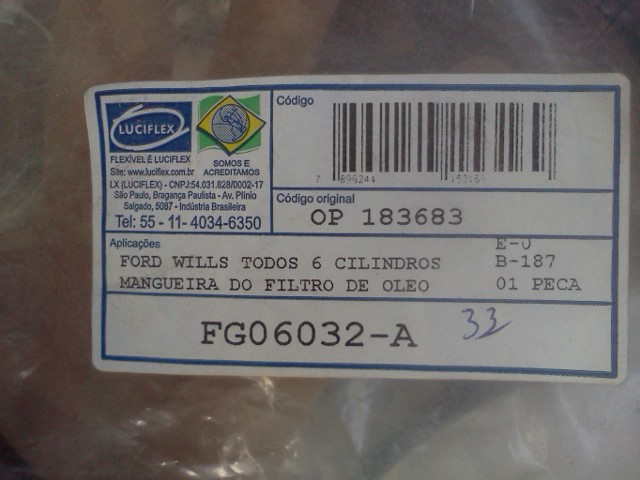 LUCIFLEX
FLEXÍVEL É LUCIFLEX
Site: www.luciflex.com.br
SOMOS E
ACREDITAMOS
LX (LUCIFLEX) - CNPJ:54.031.828/0002-17
São Paulo, Bragança Paulista - Av. Plínio
Salgado, 5087 - Indústria Brasileira
Tel: 55 - 11- 4034-6350
Código
7 899244
Código original
OP 183683
Aplicações
E-0
FORD WILLS TODOS 6 CILINDROS B-187
MANGUEIRA DO FILTRO DE OLEO 01 PECA
FG06032-A 33